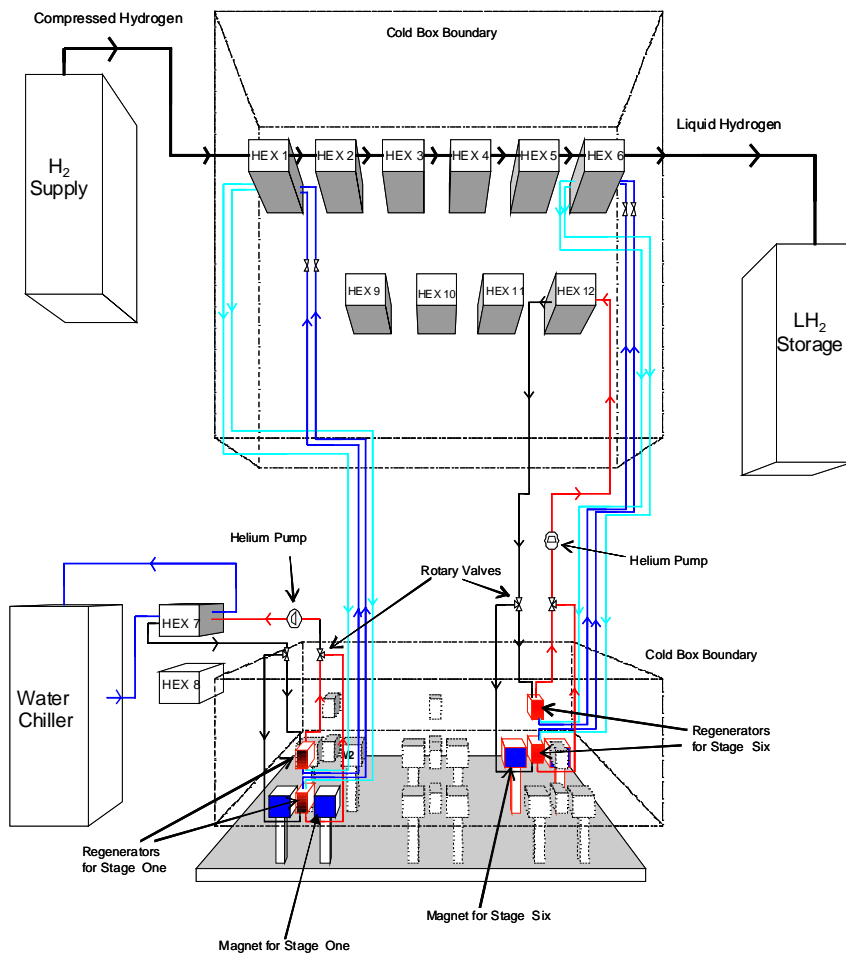 Compressed Hydrogen
Cold Box Boundary
Liquid Hydrogen
H2
Supply
HEX 1
HEX 2
HEX 3
HEX 4
HEX 5
HEX 6
HEX 9
HEX 10
HEX 11
HEX 12
LH2
Storage
Helium Pump
Rotary Valves
Helium Pump
HEX 7
HEX 8
Water
Chiller
Cold Box Boundary
Regenerators
for Stage Six
Regenerators
for Stage One
Magnet for Stage Six
Magnet for Stage One